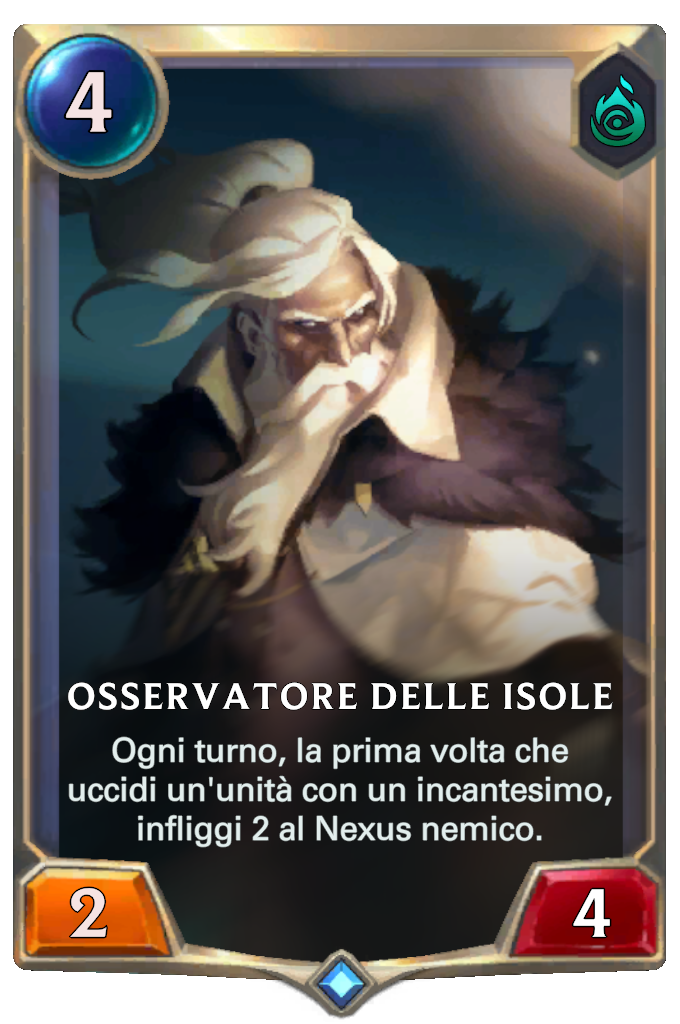 4
OSSERVATORE DELLE ISOLE
Ogni turno, la prima volta che
uccidi un'unità con un incantesimo,
infliggi 2 al Nexus nemico.
2
4